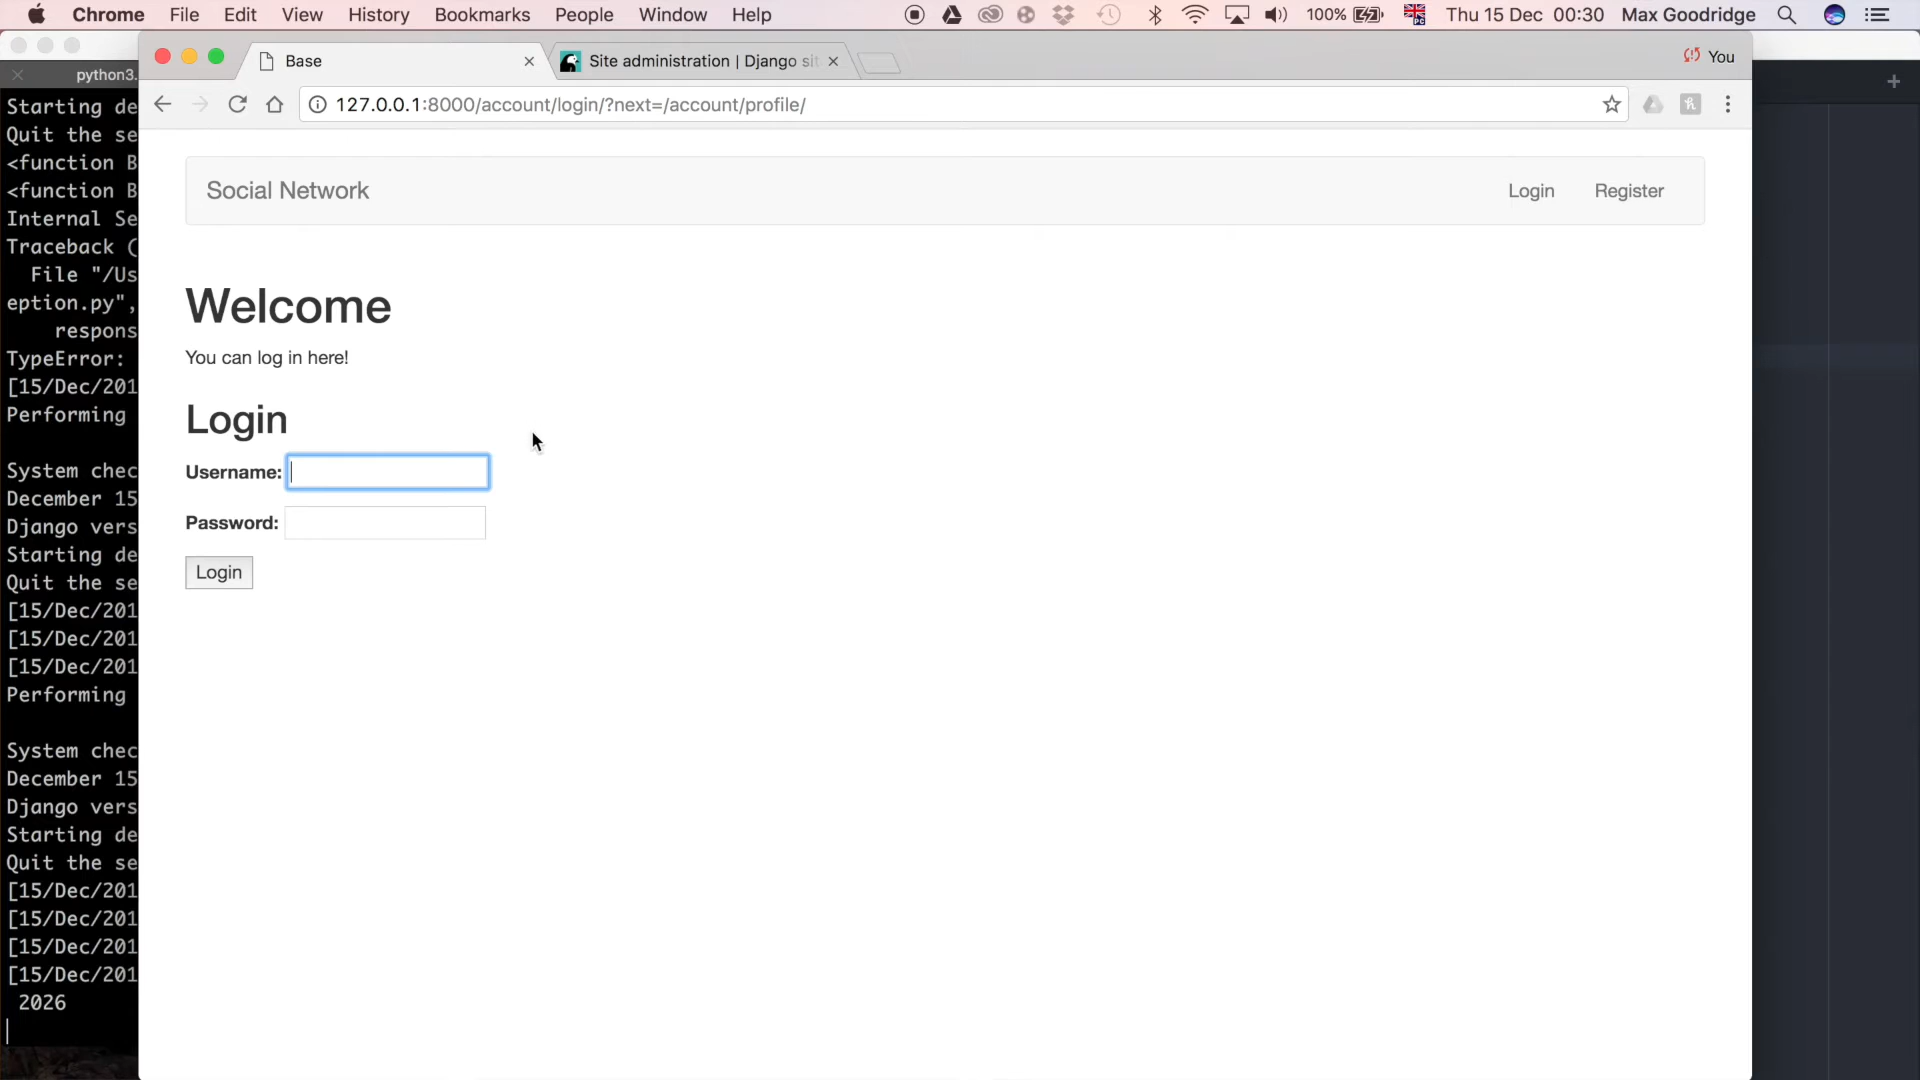 Chrome File Edit View History Bookmarks People Window Help 100% Thu 15 Dec 00:30 Max Goodridge
python3.
Base
Site administration | Django sit
You
127.0.0.1:8000/account/login/?next=/account/profile/
Social Network
Login
Register
Welcome
You can log in here!
Login
Username:
Password:
Login
Starting de
Quit the se
<function B
<function B
Internal Se
Traceback (
File "/Us
eption.py",
respons
TypeError:
[15/Dec/201
Performing
System chec
December 15
Django vers
Starting de
Quit the se
[15/Dec/201
[15/Dec/201
[15/Dec/201
Performing
System chec
December 15
Django vers
Starting de
Quit the se
[15/Dec/201
[15/Dec/201
[15/Dec/201
[15/Dec/201
2026